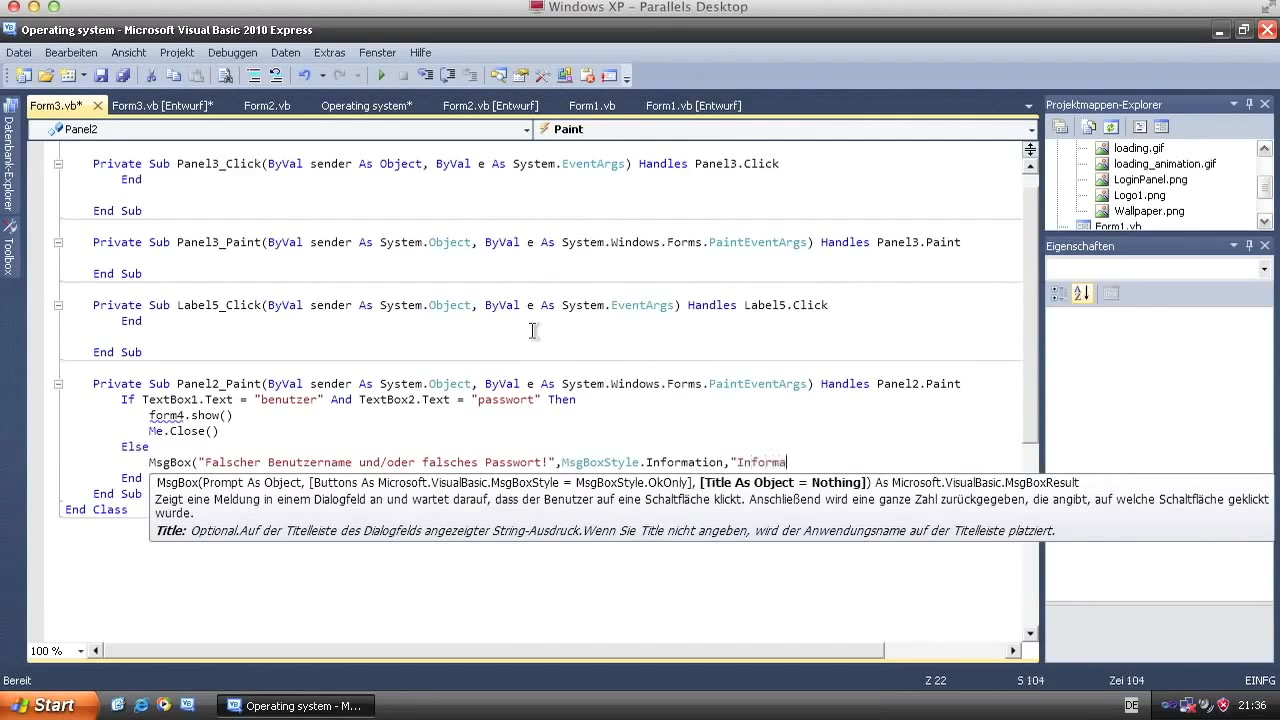 Windows XP – Parallels Desktop
Operating system - Microsoft Visual Basic 2010 Express
Datei Bearbeiten Ansicht Projekt Debuggen Daten Extras Fenster Hilfe
Form3.vb* Form3.vb [Entwurf]* Form2.vb Operating system* Form2.vb [Entwurf] Form1.vb Form1.vb [Entwurf]
Projektmappen-Explorer
Panel2 Paint
Datenbank-Explorer
Toolbox
loading.gif
loading_animation.gif
LoginPanel.png
Logo1.png
Wallpaper.png
Form1.vb
Eigenschaften
Private Sub Panel3_Click(ByVal sender As Object, ByVal e As System.EventArgs) Handles Panel3.Click
End
End Sub
Private Sub Panel3_Paint(ByVal sender As System.Object, ByVal e As System.Windows.Forms.PaintEventArgs) Handles Panel3.Paint
End Sub
Private Sub Label5_Click(ByVal sender As System.Object, ByVal e As System.EventArgs) Handles Label5.Click
End
End Sub
Private Sub Panel2_Paint(ByVal sender As System.Object, ByVal e As System.Windows.Forms.PaintEventArgs) Handles Panel2.Paint
If TextBox1.Text = "benutzer" And TextBox2.Text = "passwort" Then
form4.show()
Me.Close()
Else
MsgBox("Falscher Benutzername und/oder falsches Passwort!",MsgBoxStyle.Information,"Informa
End
End Sub
End Class
MsgBox(Prompt As Object, [Buttons As Microsoft.VisualBasic.MsgBoxStyle = MsgBoxStyle.OkOnly], [Title As Object = Nothing]) As Microsoft.VisualBasic.MsgBoxResult
Zeigt eine Meldung in einem Dialogfeld an und wartet darauf, dass der Benutzer auf eine Schaltfläche klickt. Anschließend wird eine ganze Zahl zurückgegeben, die angibt, auf welche Schaltfläche geklickt
wurde.
Title: Optional.Auf der Titelleiste des Dialogfelds angezeigter String-Ausdruck.Wenn Sie Title nicht angeben, wird der Anwendungsname auf der Titelleiste platziert.
100 %
Bereit Z 22 S 104 Zei 104 EINFG
Start Operating system - M... DE 21:36